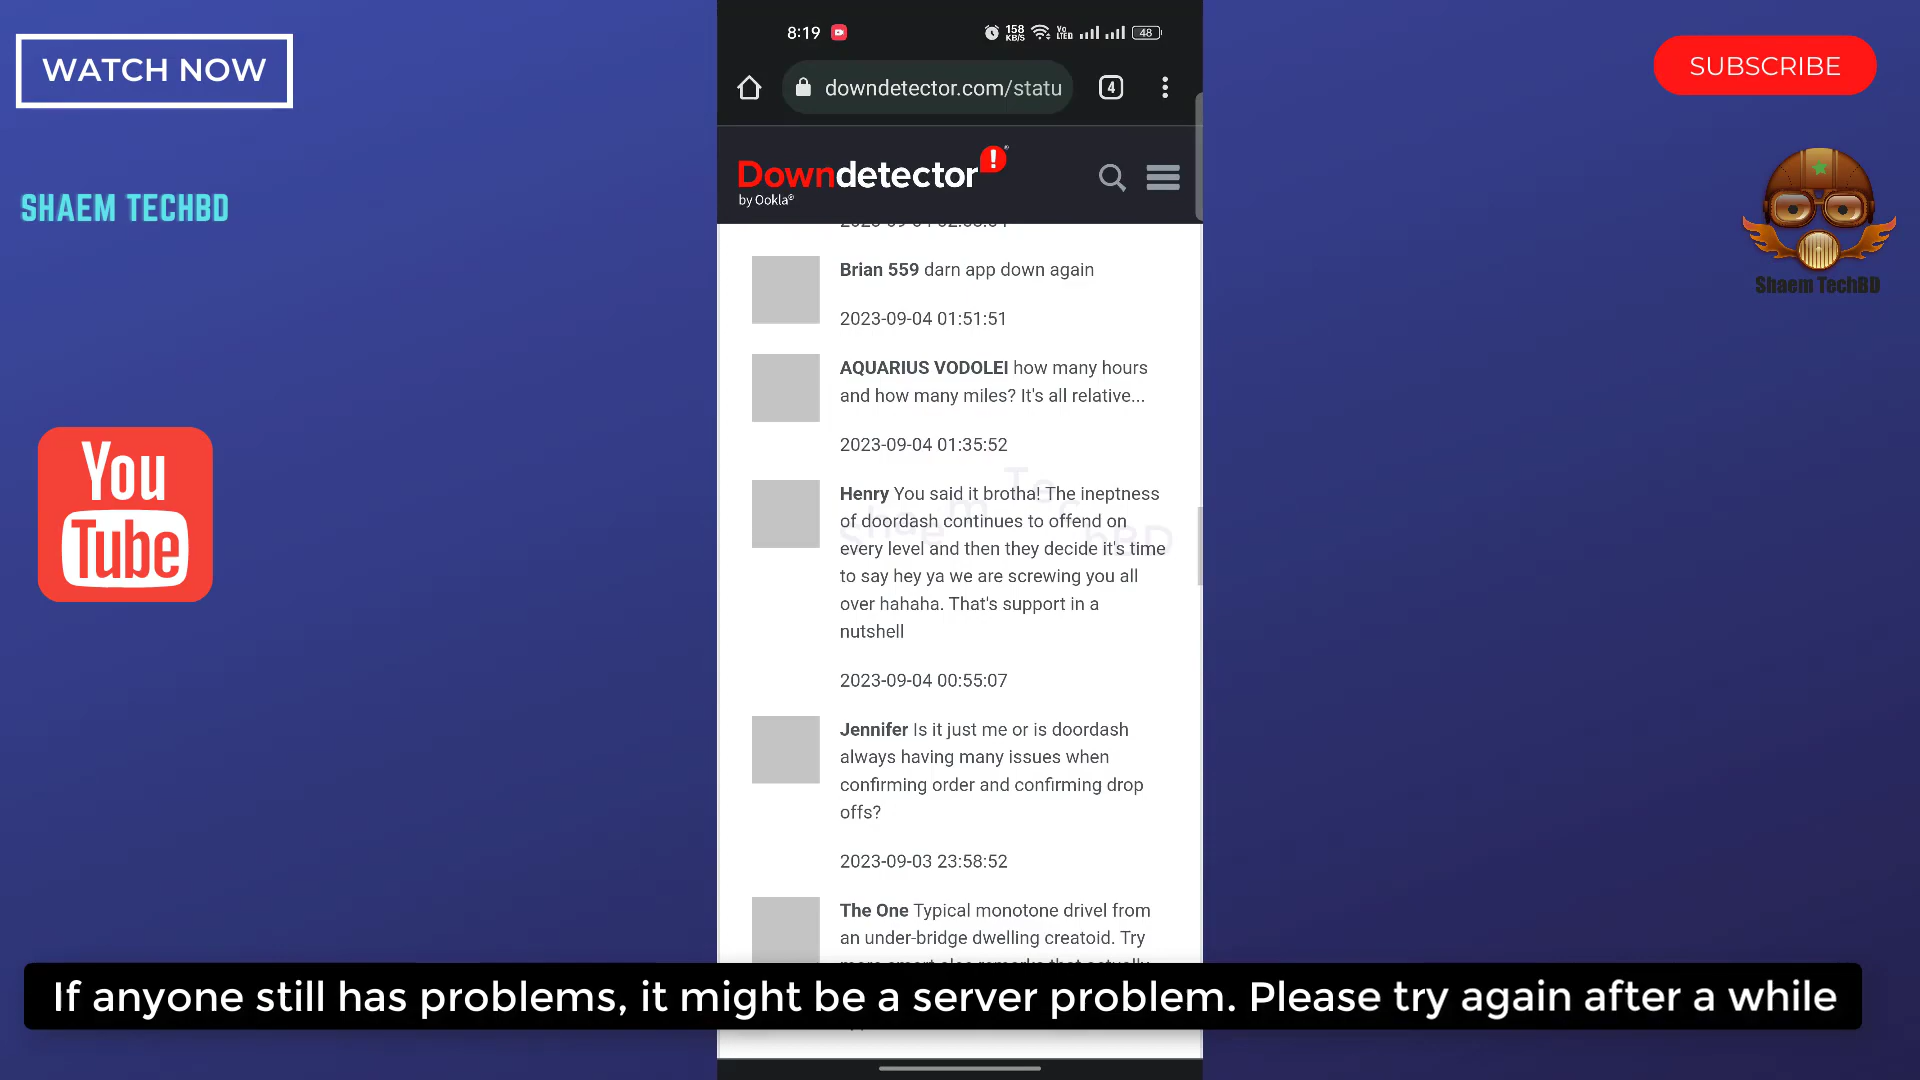 WATCH NOW
SHAEM TECHBD
You
Tube
8:19
158
KB/S
Vo
LTED
48
downdetector.com/statu
4
Downdetector
by Ookla®
Brian 559 darn app down again
2023-09-04 01:51:51
AQUARIUS VODOLEI how many hours
and how many miles? It's all relative...
2023-09-04 01:35:52
Henry You said it brotha! The ineptness
of doordash continues to offend on
every level and then they decide it's time
to say hey ya we are screwing you all
over hahaha. That's support in a
nutshell
2023-09-04 00:55:07
Jennifer Is it just me or is doordash
always having many issues when
confirming order and confirming drop
offs?
2023-09-03 23:58:52
The One Typical monotone drivel from
an under-bridge dwelling creatoid. Try
If anyone still has problems, it might be a server problem. Please try again after a while
SUBSCRIBE
Shaem TechBD
Shaem TechBD